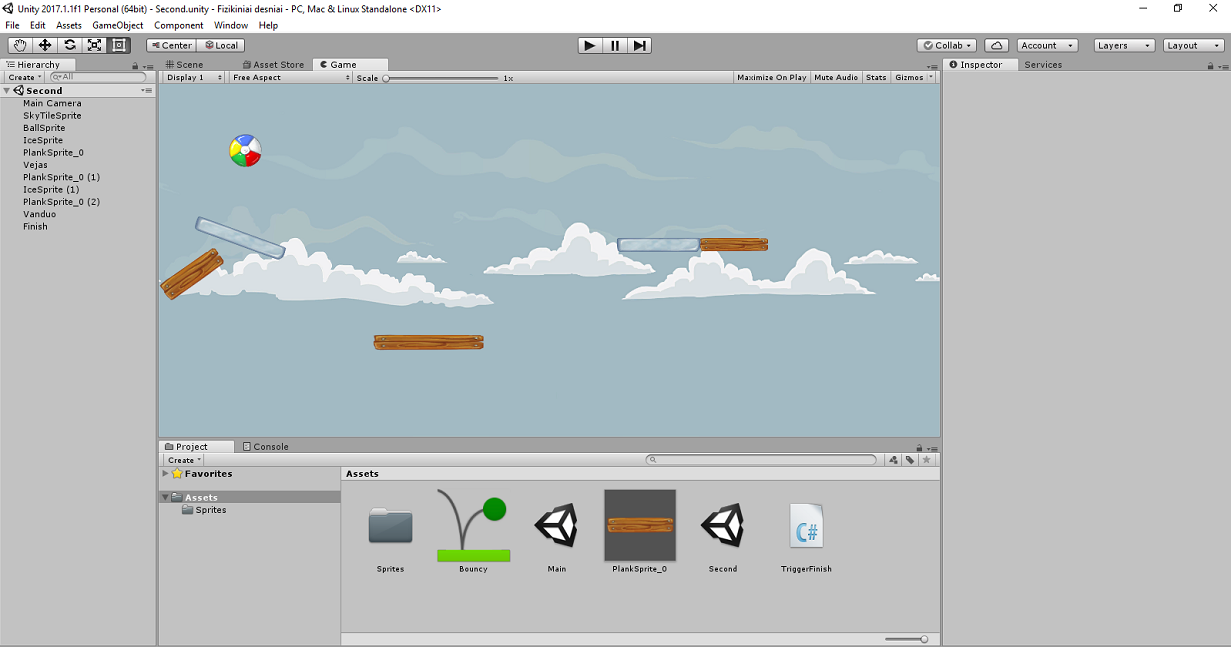 Unity 2017.1.1f1 Personal (64bit) - Second.unity - Fizikiniai desniai - PC, Mac & Linux Standalone <DX11>
File Edit Assets GameObject Component Window Help
Center Local Collab Account Layers Layout
Hierarchy Scene Asset Store Game Inspector Services
Create All Display 1 Free Aspect Scale 1x Maximize On Play Mute Audio Stats Gizmos
Second
Main Camera
SkyTileSprite
BallSprite
IceSprite
PlankSprite_0
Vejas
PlankSprite_0 (1)
IceSprite (1)
PlankSprite_0 (2)
Vanduo
Finish
Project Console
Create
Favorites Assets
Assets
Sprites
C#
Sprites Bouncy Main PlankSprite_0 Second TriggerFinish